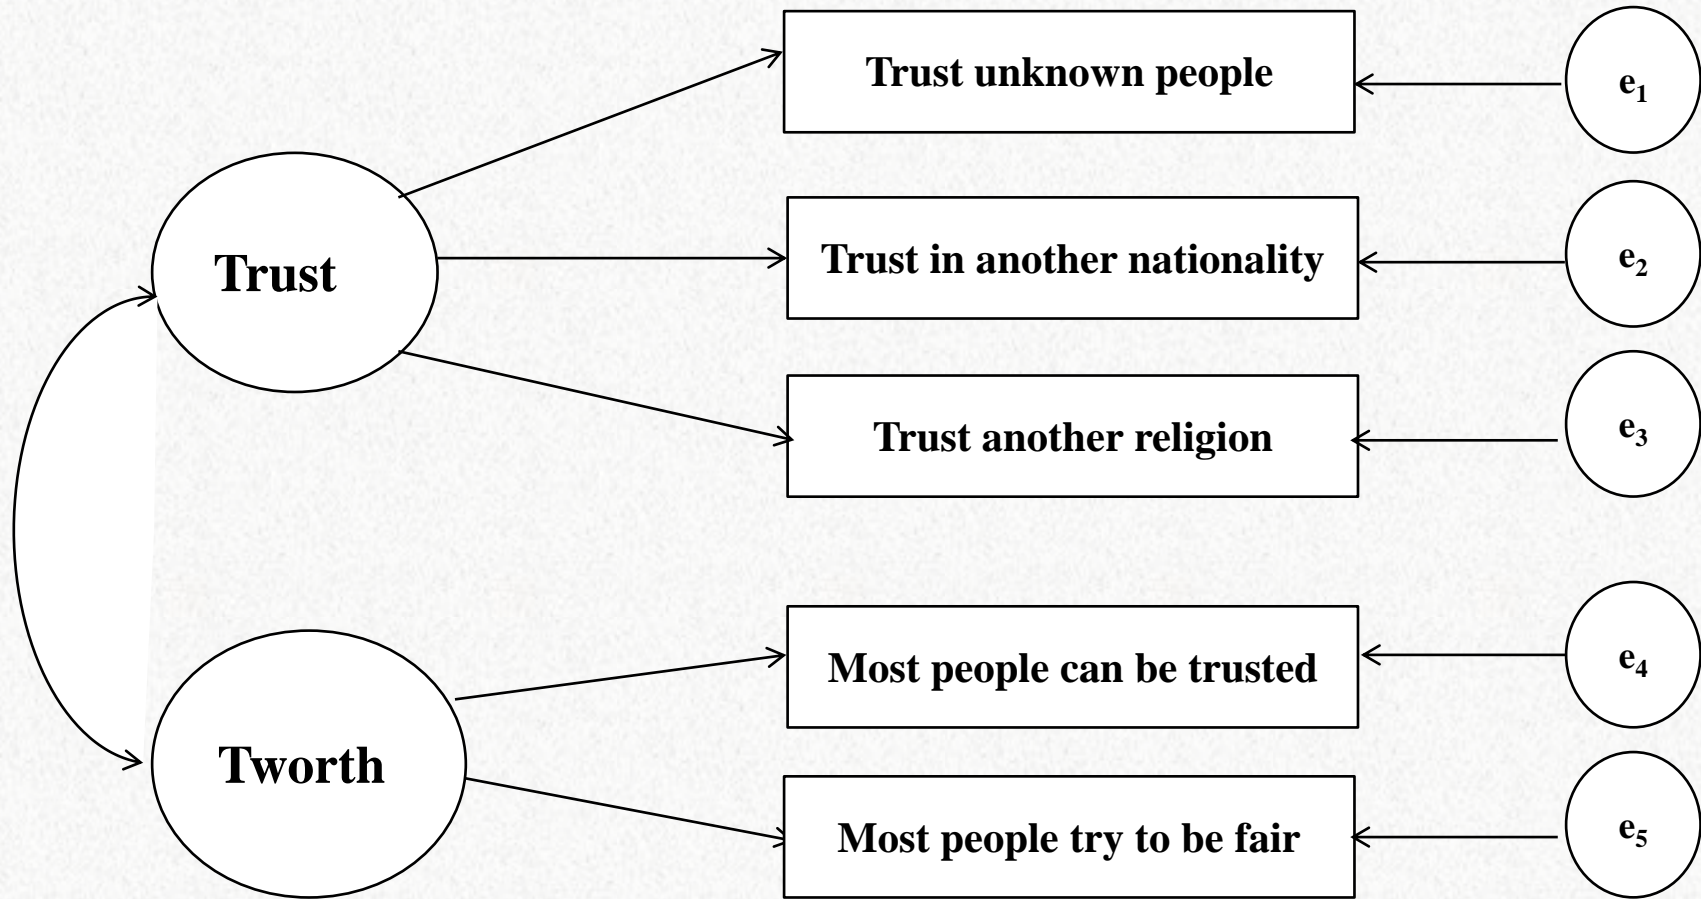 Trust unknown people
e₁
Trust
Trust in another nationality
e₂
Trust another religion
e₃
Most people can be trusted
e₄
Tworth
Most people try to be fair
e₅